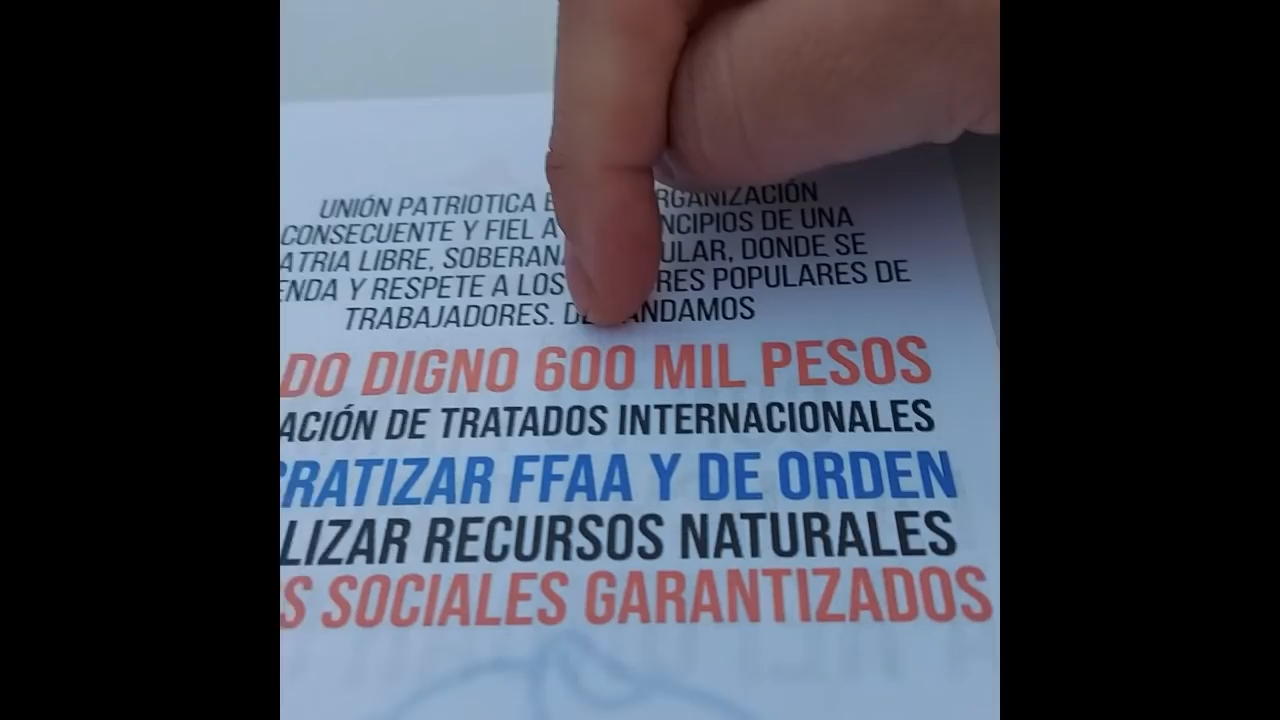 UNIÓN PATRIOTICA E RGANIZACIÓN
CONSECUENTE Y FIEL A NCIPIOS DE UNA
ATRIA LIBRE, SOBERAN ULAR, DONDE SE
ENDA Y RESPETE A LOS RES POPULARES DE
TRABAJADORES. DE ANDAMOS
DO DIGNO 600 MIL PESOS
ACIÓN DE TRATADOS INTERNACIONALES
RATIZAR FFAA Y DE ORDEN
LIZAR RECURSOS NATURALES
S SOCIALES GARANTIZADOS